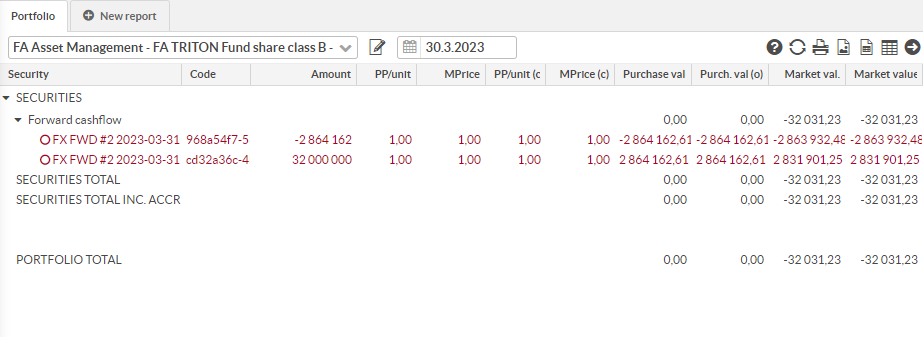 Portfolio New report
FA Asset Management - FA TRITON Fund share class B - 30.3.2023
Security Code Amount PP/unit MPrice PP/unit (c MPrice (c) Purchase val Purch. val (o) Market val. Market value
SECURITIES
Forward cashflow 0,00 0,00 -32 031,23 -32 031,23
FX FWD #2 2023-03-31 968a54f7-5 -2 864 162 1,00 1,00 1,00 1,00 -2 864 162,61 -2 864 162,61 -2 863 932,48 -2 863 932,48
FX FWD #2 2023-03-31 cd32a36c-4 32 000 000 1,00 1,00 1,00 1,00 2 864 162,61 2 864 162,61 2 831 901,25 2 831 901,25
SECURITIES TOTAL 0,00 0,00 -32 031,23 -32 031,23
SECURITIES TOTAL INC. ACCR 0,00 0,00 -32 031,23 -32 031,23
PORTFOLIO TOTAL 0,00 0,00 -32 031,23 -32 031,23